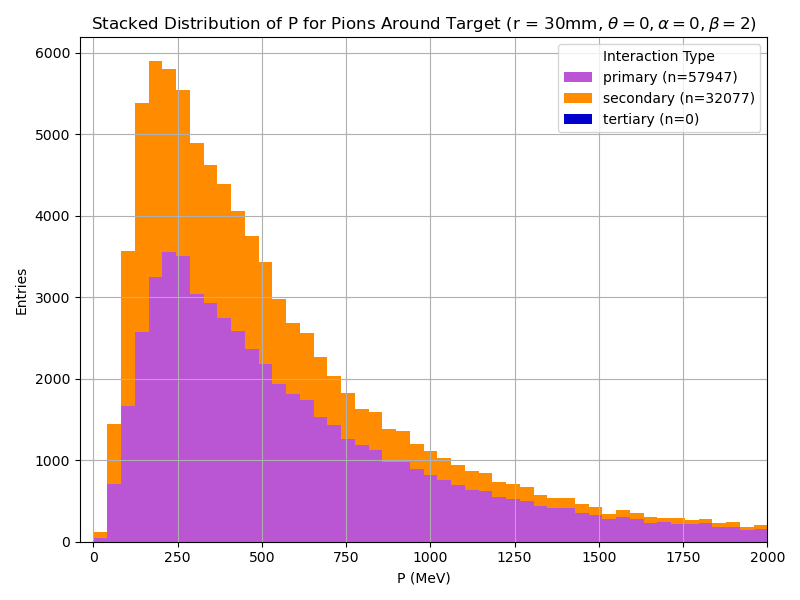 Stacked Distribution of P for Pions Around Target (r = 30mm, θ = 0, α = 0, β = 2)
6000
5000
4000
3000
2000
1000
0
Entries
Interaction Type
primary (n=57947)
secondary (n=32077)
tertiary (n=0)
0 250 500 750 1000 1250 1500 1750 2000
P (MeV)